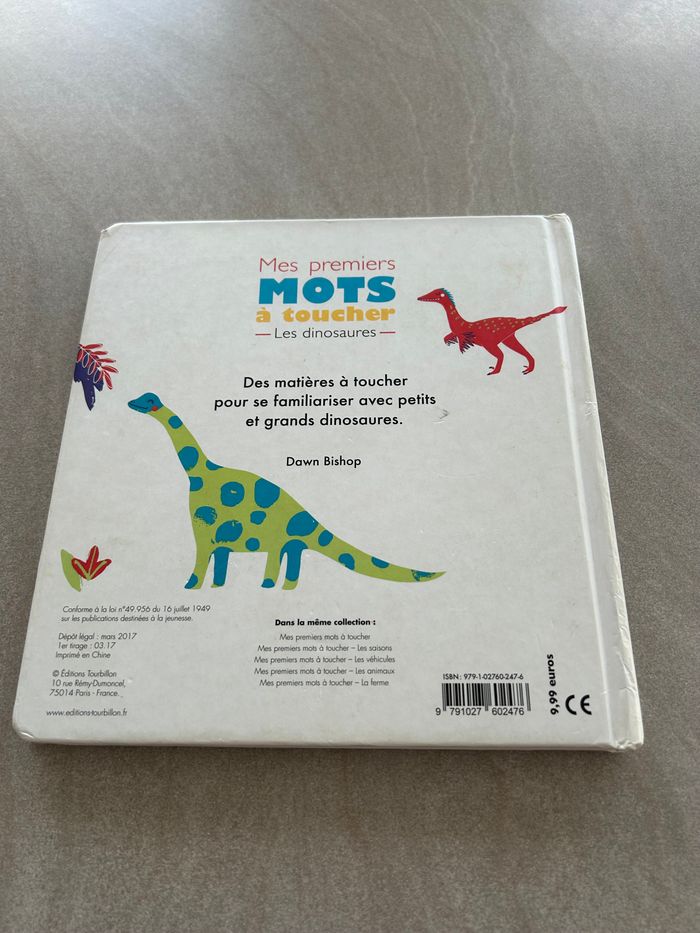 Mes premiers
MOTS
à toucher
— Les dinosaures —
Des matières à toucher
pour se familiariser avec petits
et grands dinosaures.
Dawn Bishop
Conforme à la loi n°49.956 du 16 juillet 1949
sur les publications destinées à la jeunesse.
Dépôt légal : mars 2017
1er tirage : 03.17
Imprimé en Chine
© Éditions Tourbillon
10 rue Rémy-Dumoncel,
75014 Paris - France.
www.editions-tourbillon.fr
Dans la même collection :
Mes premiers mots à toucher
Mes premiers mots à toucher – Les saisons
Mes premiers mots à toucher – Les véhicules
Mes premiers mots à toucher – Les animaux
Mes premiers mots à toucher – La ferme
ISBN : 979-1-02760-247-6
9 791027 602476
9,99 euros
CE